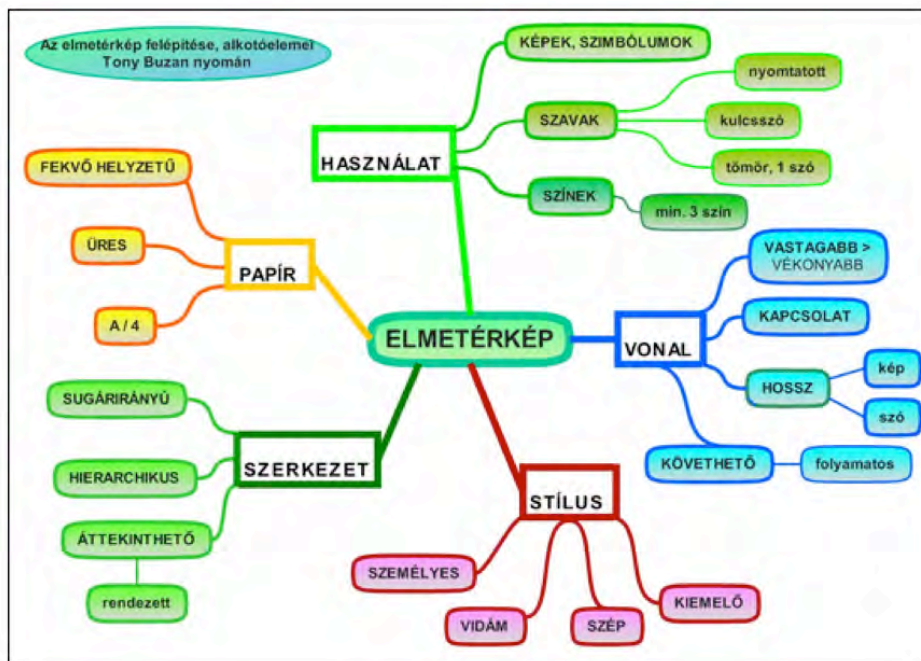 Az elmetérkép felépítése, alkotóelemei
Tony Buzan nyomán
KÉPEK, SZIMBÓLUMOK
HASZNÁLAT
SZAVAK
nyomtatott
kulcsszó
tömör, 1 szó
SZÍNEK
min. 3 szín
FEKVŐ HELYZETŰ
ÜRES
PAPÍR
A / 4
ELMETÉRKÉP
VONAL
VASTAGABB >
VÉKONYABB
KAPCSOLAT
HOSSZ
kép
szó
KÖVETHETŐ
folyamatos
SUGÁRIRÁNYÚ
SZERKEZET
HIERARCHIKUS
ÁTTEKINTHETŐ
rendezett
STÍLUS
SZEMÉLYES
VIDÁM
SZÉP
KIEMELŐ